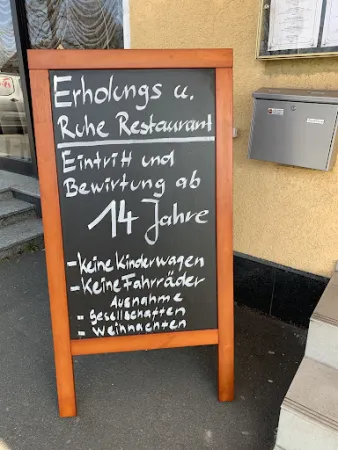 Erholungs u.
Ruhe Restaurant
Eintritt und
Bewirtung ab
14 Jahre
- keine Kinderwagen
- Keine Fahrräder
Ausnahme
- Gesellschaften
- Weihnachten